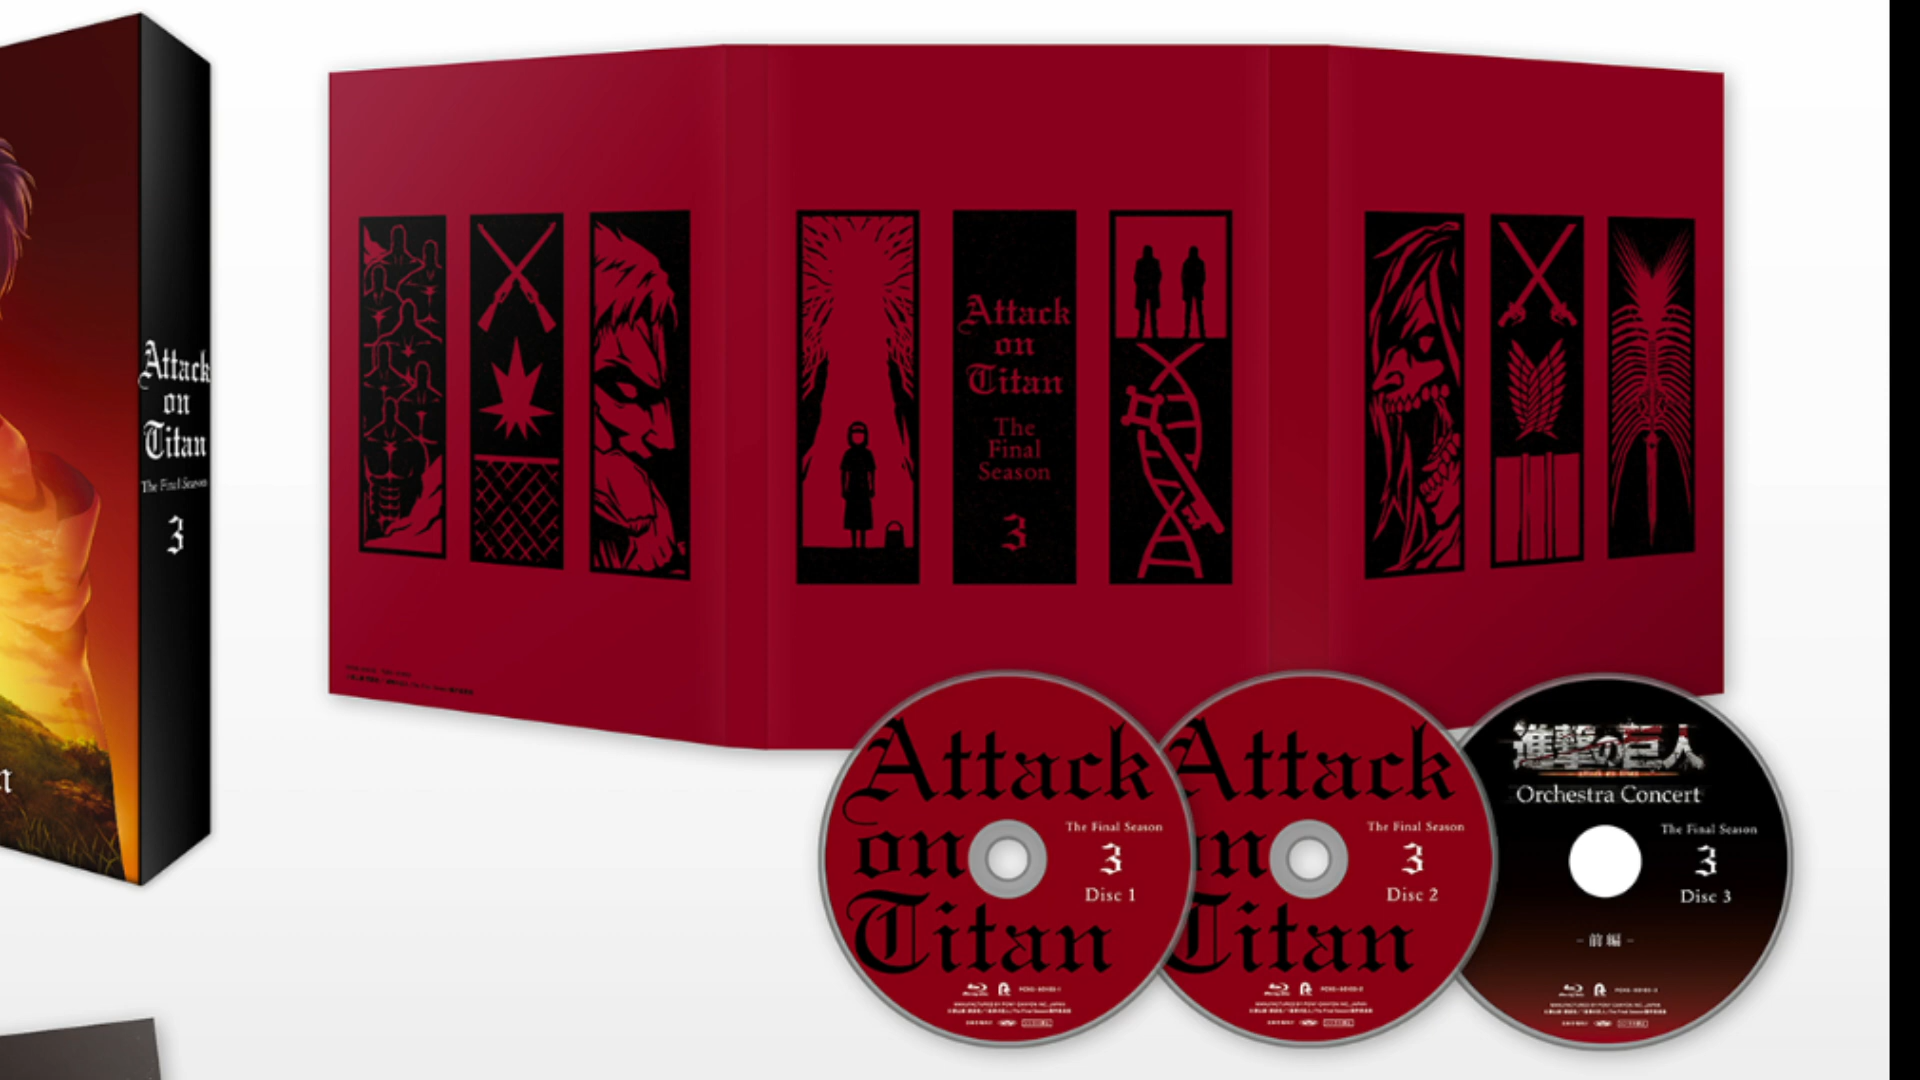 Attack
on
Titan
The Final Season
3
Attack
on
Titan
The
Final
Season
3
Attack
on
Titan
The Final Season
3
Disc 1
Attack
on
Titan
The Final Season
3
Disc 2
進撃の巨人
Orchestra Concert
The Final Season
3
Disc 3
- 前編 -